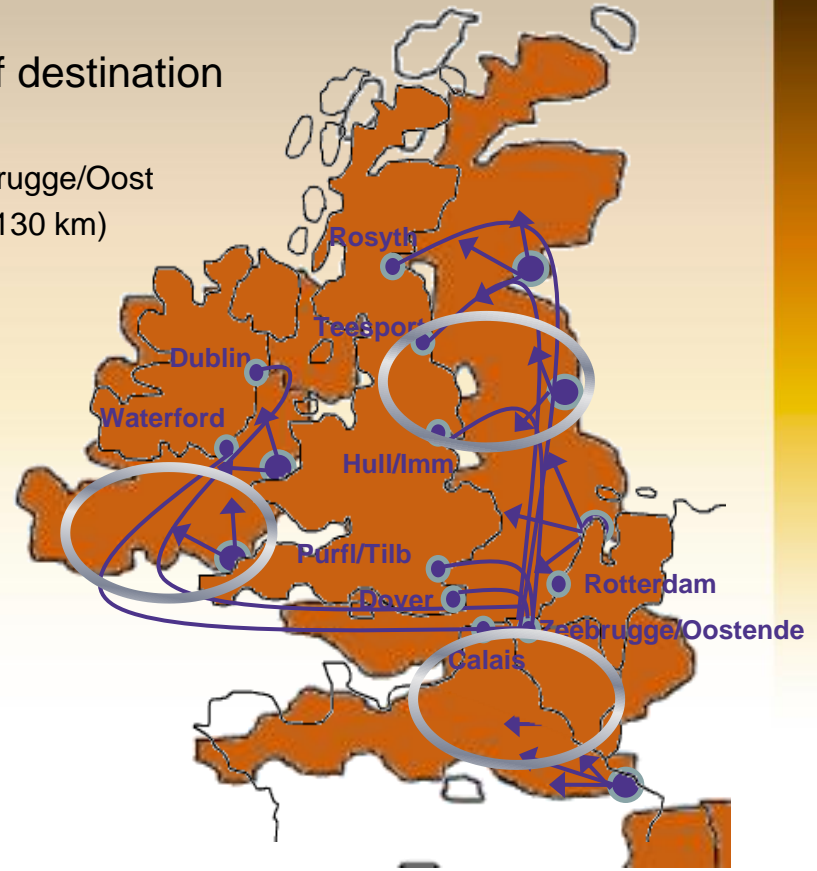 f destination
rugge/Oost
130 km)
Rosyth
Teesport
Dublin
Waterford
Hull/Imm
Purfl/Tilb
Rotterdam
Dover
Zeebrugge/Oostende
Calais